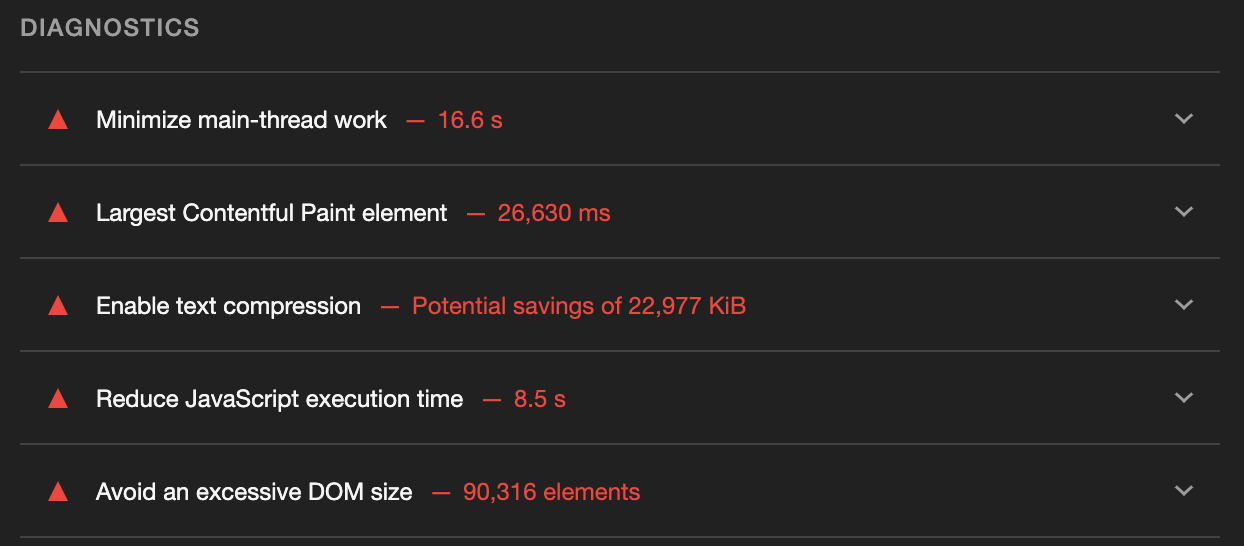 DIAGNOSTICS
Minimize main-thread work — 16.6 s
Largest Contentful Paint element — 26,630 ms
Enable text compression — Potential savings of 22,977 KiB
Reduce JavaScript execution time — 8.5 s
Avoid an excessive DOM size — 90,316 elements